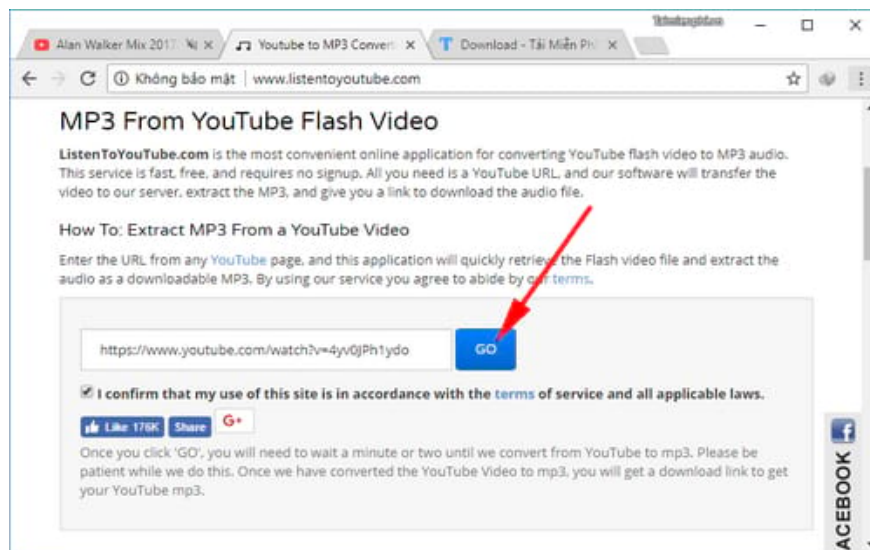 Alan Walker Mix 2017
Youtube to MP3 Convert
Download - Tải Miễn Ph
Không bảo mật
www.listentoyoutube.com
MP3 From YouTube Flash Video
ListenToYouTube.com is the most convenient online application for converting YouTube flash video to MP3 audio.
This service is fast, free, and requires no signup. All you need is a YouTube URL, and our software will transfer the
video to our server, extract the MP3, and give you a link to download the audio file.
How To: Extract MP3 From a YouTube Video
Enter the URL from any YouTube page, and this application will quickly retrieve the Flash video file and extract the
audio as a downloadable MP3. By using our service you agree to abide by our terms.
https://www.youtube.com/watch?v=4yv0JPh1ydo
GO
I confirm that my use of this site is in accordance with the terms of service and all applicable laws.
Like 176K Share G+
Once you click 'GO', you will need to wait a minute or two until we convert from YouTube to mp3. Please be
patient while we do this. Once we have converted the YouTube Video to mp3, you will get a download link to get
your YouTube mp3.
ACEBOOK